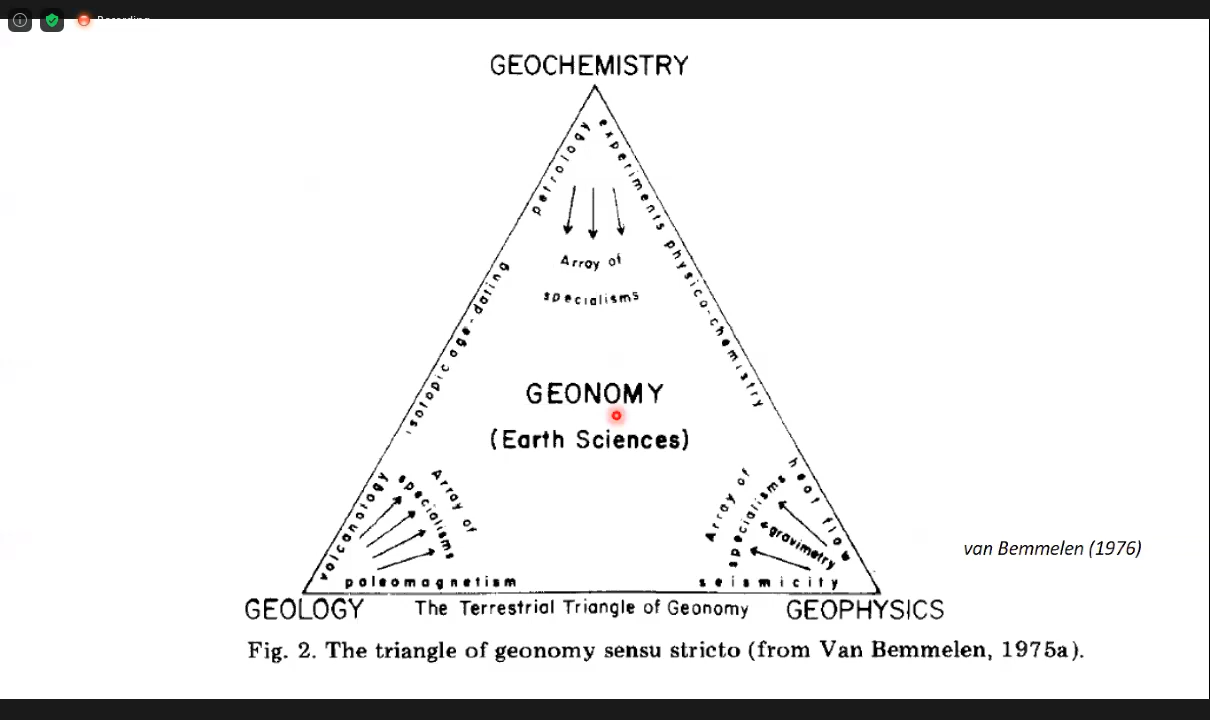 Recording
GEOCHEMISTRY
petrology
experiments physico-chemistry
Array of
specialisms
isotopic age-dating
GEONOMY
(Earth Sciences)
volcanology
Array of
specialisms
paleomagnetism
Array of
specialisms
heat flow
gravimetry
seismicity
van Bemmelen (1976)
GEOLOGY
The Terrestrial Triangle of Geonomy
GEOPHYSICS
Fig. 2. The triangle of geonomy sensu stricto (from Van Bemmelen, 1975a).